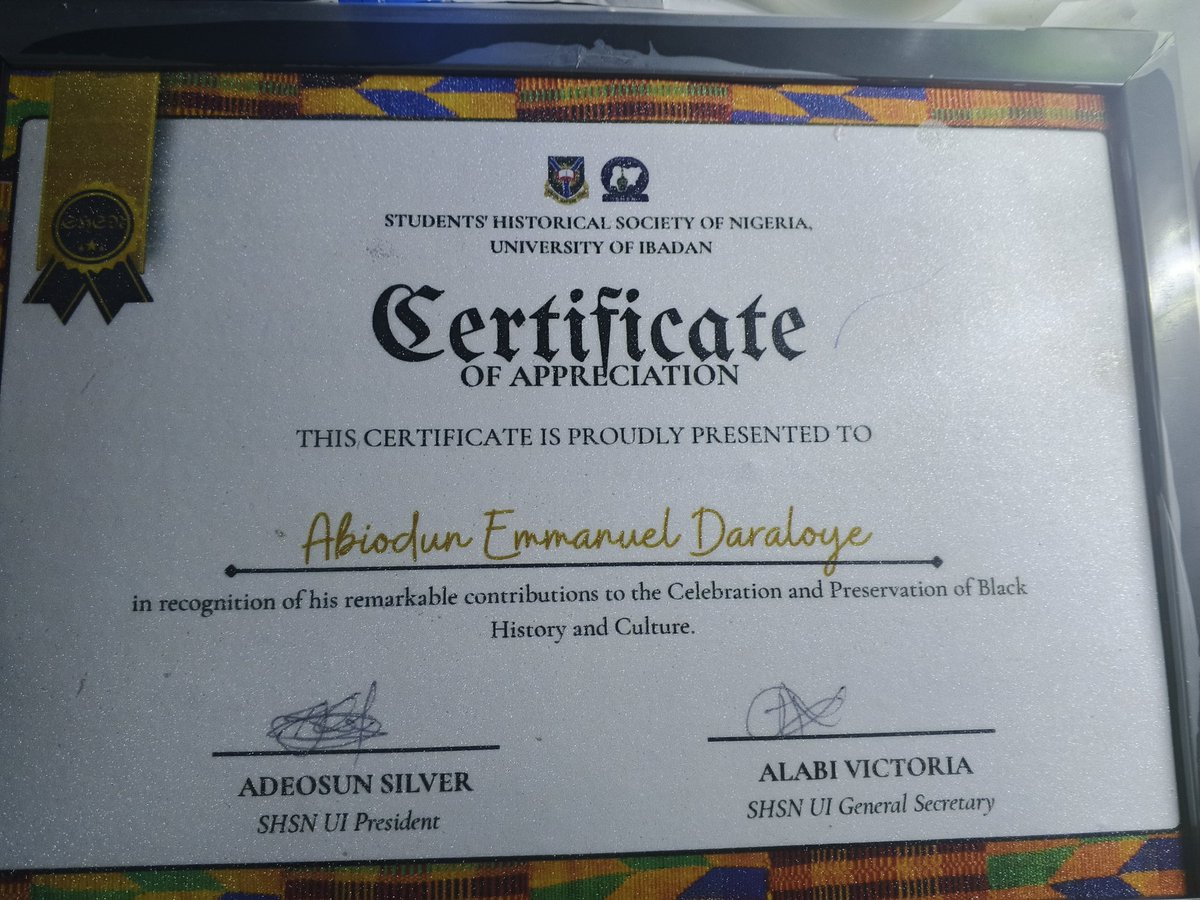 STUDENTS' HISTORICAL SOCIETY OF NIGERIA,
UNIVERSITY OF IBADAN
Certificate
OF APPRECIATION
THIS CERTIFICATE IS PROUDLY PRESENTED TO
Abiodun Emmanuel Daraloye
in recognition of his remarkable contributions to the Celebration and Preservation of Black
History and Culture.
ADEOSUN SILVER
SHSN UI President
ALABI VICTORIA
SHSN UI General Secretary